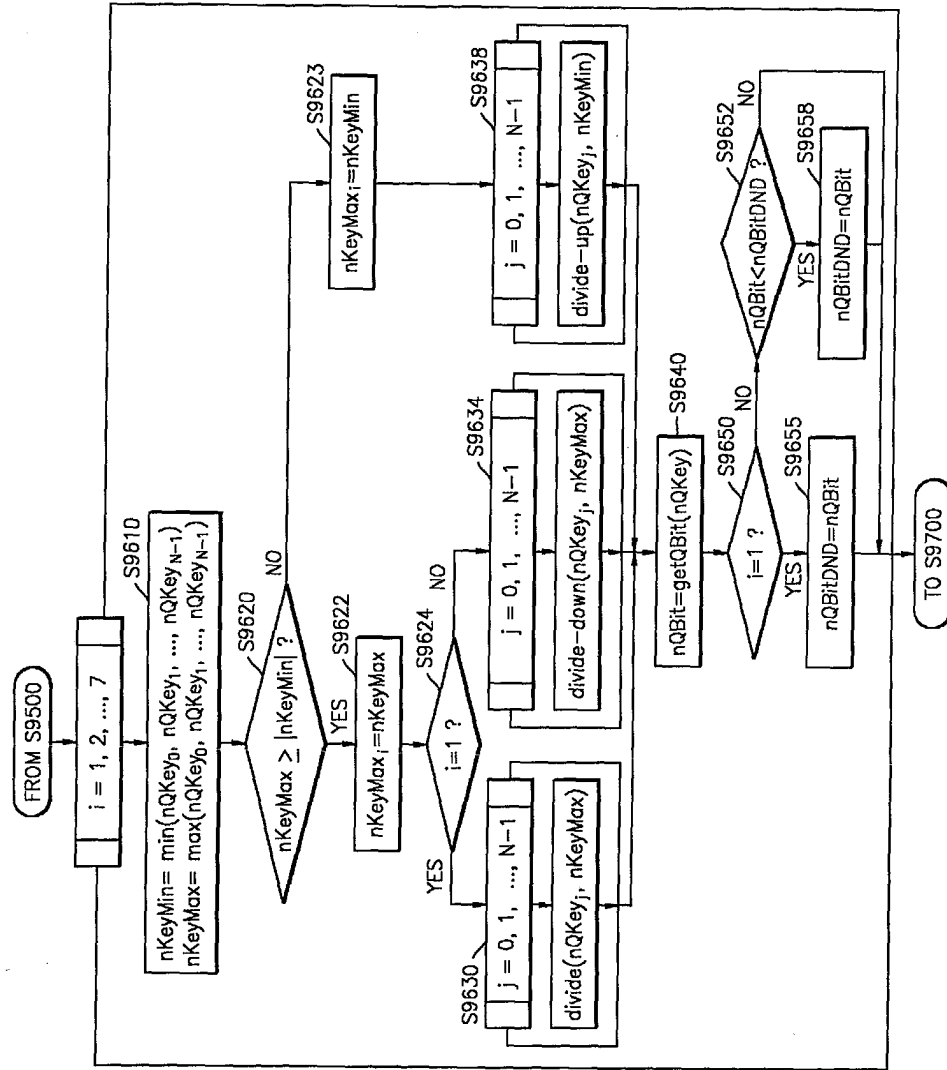 FROM S9500
i = 1, 2, ..., 7
S9610
nKeyMin= min(nQKey0, nQKey1, ..., nQKeyN-1)
nKeyMax= max(nQKey0, nQKey1, ..., nQKeyN-1)
S9620
nKeyMax ≥ |nKeyMin| ?
NO
YES
S9622
nKeyMaxi=nKeyMax
S9623
nKeyMaxi=nKeyMin
S9624
i=1 ?
YES
NO
S9630
j = 0, 1, ..., N-1
divide(nQKeyj, nKeyMax)
S9634
j = 0, 1, ..., N-1
divide-down(nQKeyj, nKeyMax)
S9638
j = 0, 1, ..., N-1
divide-up(nQKeyj, nKeyMin)
S9640
nQBit=getQBit(nQKey)
S9650
i=1 ?
NO
YES
S9652
nQBit<nQBitDND ?
NO
YES
S9655
nQBitDND=nQBit
S9658
nQBitDND=nQBit
TO S9700